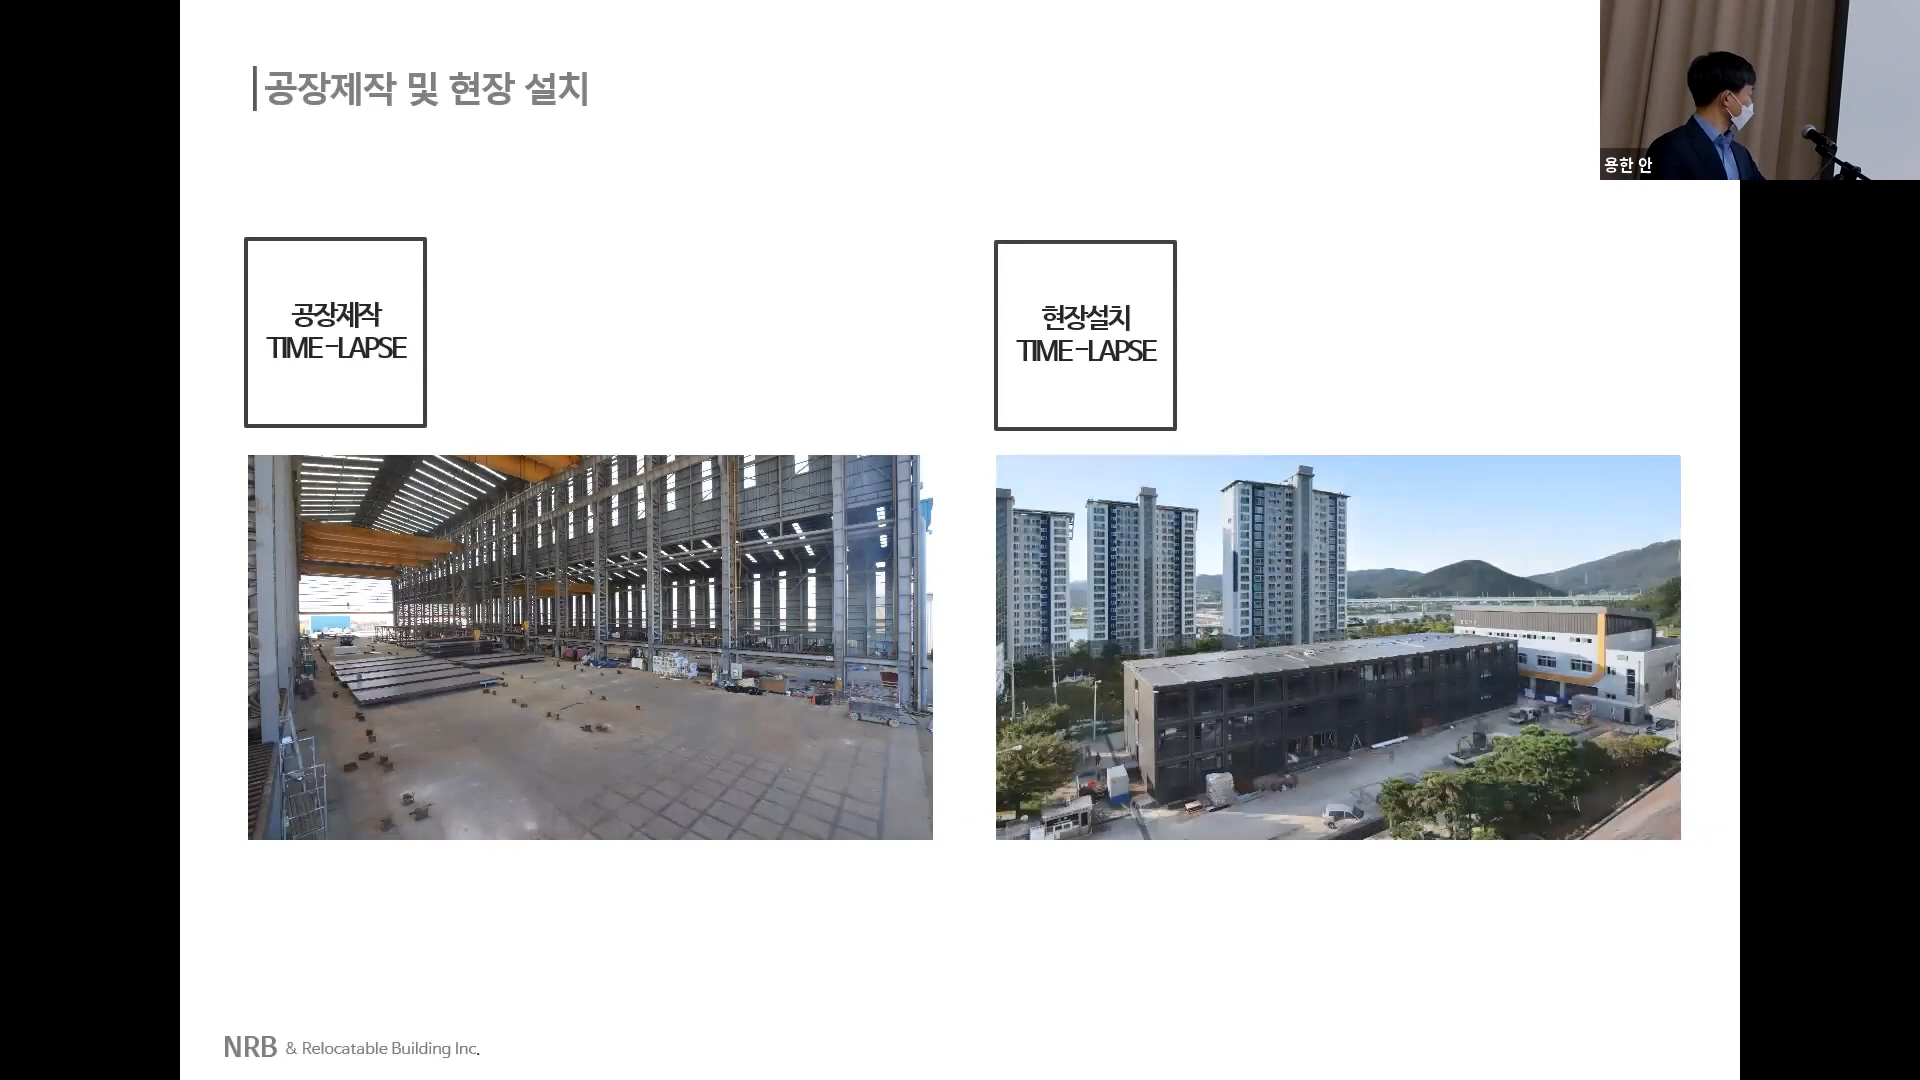 공장제작 및 현장 설치
용한 안
공장제작
TIME-LAPSE
현장설치
TIME-LAPSE
NRB & Relocatable Building Inc.